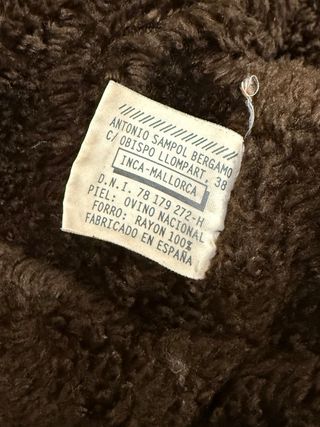 ANTONIO SAMPOL BERGAMO
C/ OBISPO LLOMPART, 38
INCA-MALLORCA
D.N.I. 78 179 272-H
PIEL: OVINO NACIONAL
FORRO: RAYON 100%
FABRICADO EN ESPAÑA